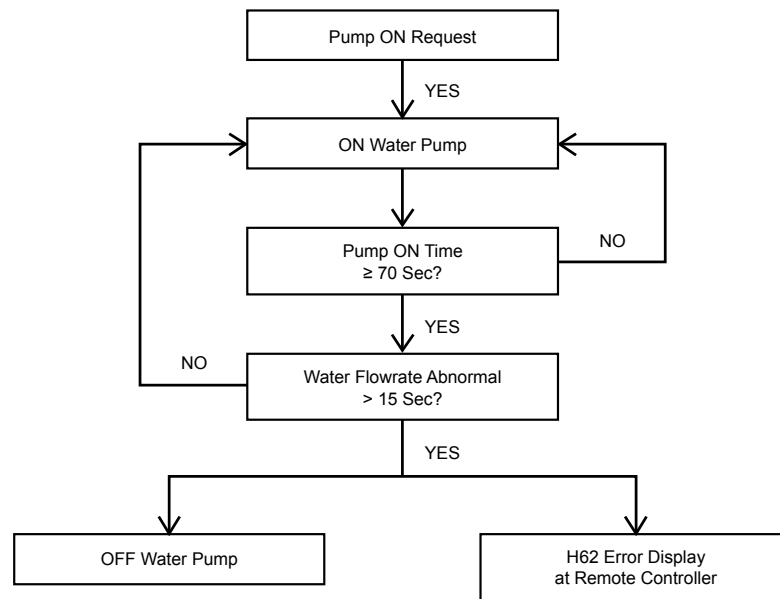 Pump ON Request
YES
ON Water Pump
Pump ON Time
≥ 70 Sec?
NO
YES
NO
Water Flowrate Abnormal
> 15 Sec?
YES
OFF Water Pump
H62 Error Display
at Remote Controller